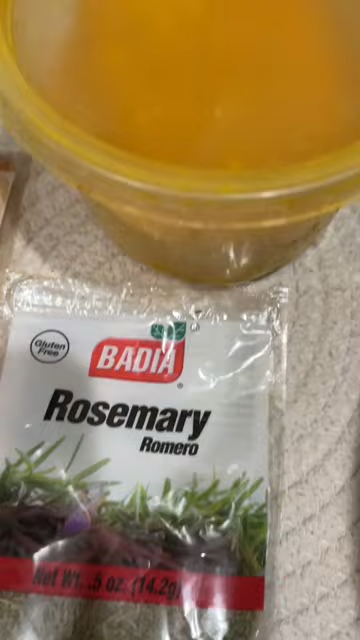 Gluten
Free
BADIA
®
Rosemary
Romero
Net Wt. .5 oz. (14.2g)